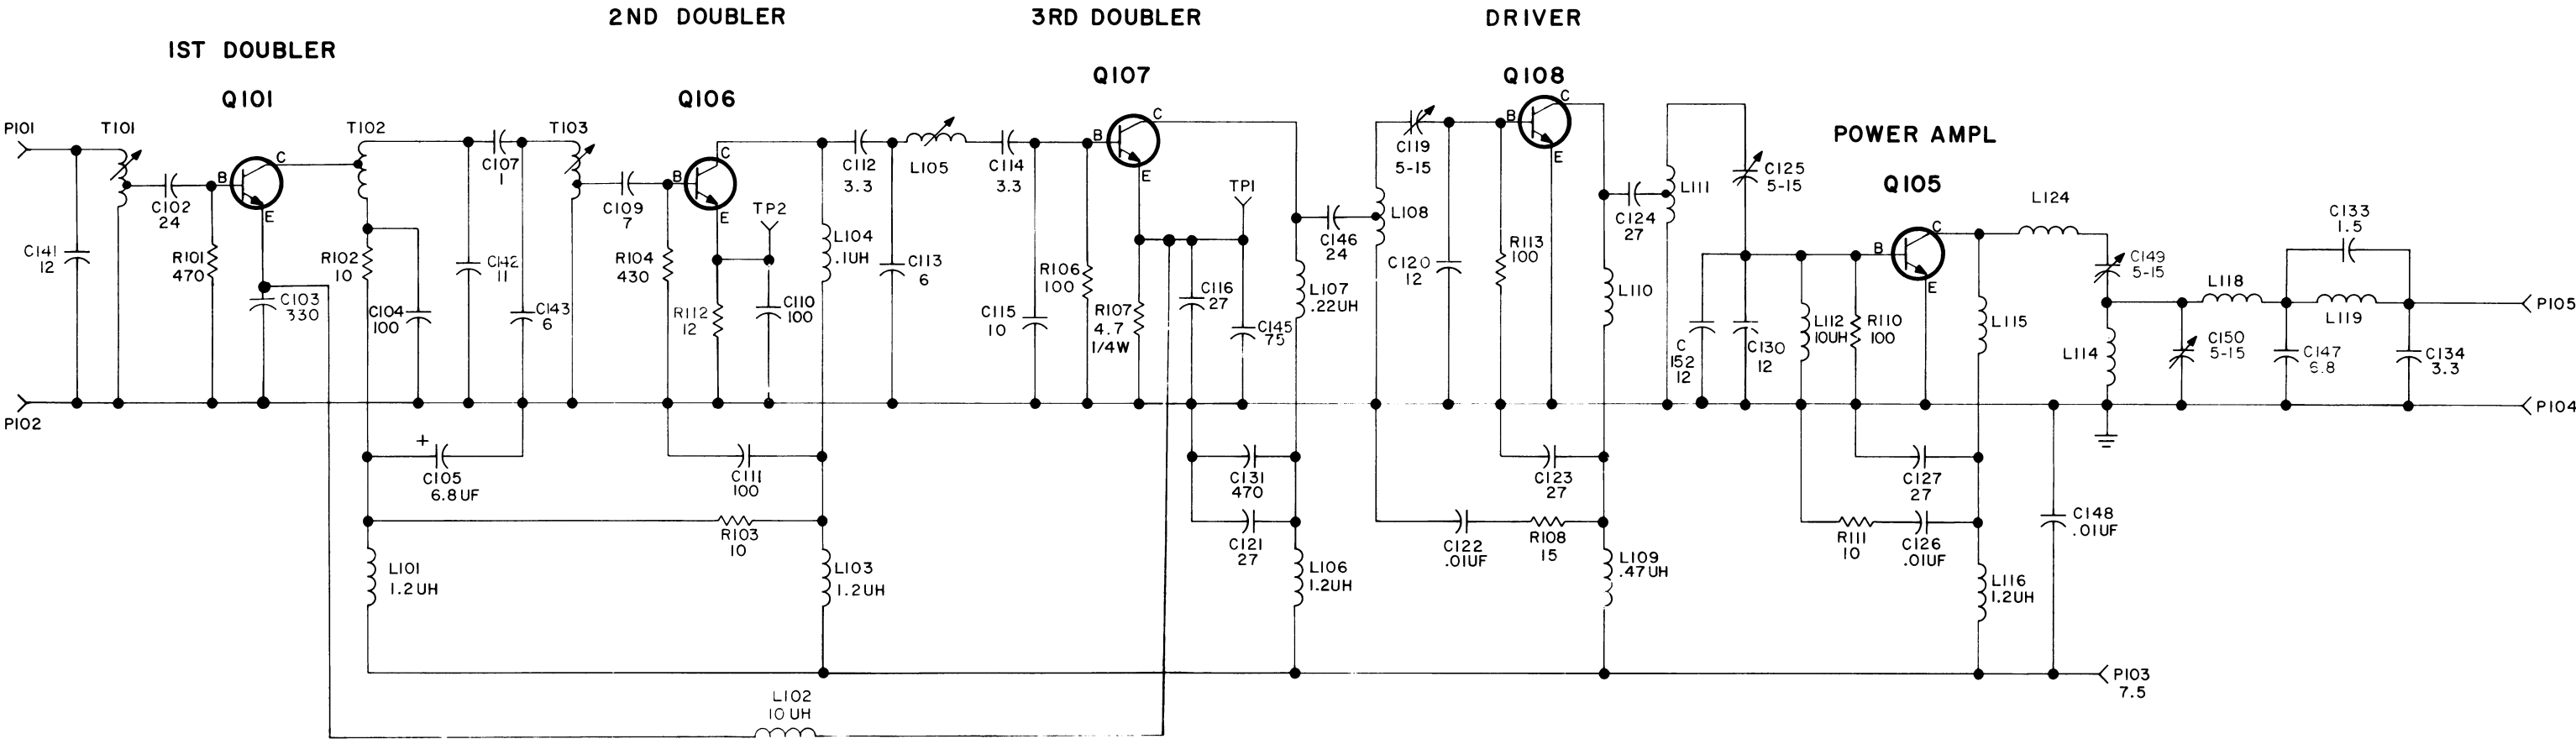 2ND DOUBLER
3RD DOUBLER
DRIVER
1ST DOUBLER
POWER AMPL
Q101
Q106
Q107
Q108
Q105
P101
T101
C141
12
C102
24
R101
470
B
C
E
C103
330
T102
R102
10
C104
100
C142
11
C107
1
C143
6
T103
C109
7
R104
430
B
C
E
R112
12
TP2
C110
100
L104
.1UH
C112
3.3
C113
6
L105
C114
3.3
C115
10
R106
100
B
C
E
R107
4.7
1/4W
C116
27
TP1
C145
75
L107
.22UH
C146
24
L108
C119
5-15
C120
12
R113
100
B
C
E
L110
C124
27
L111
C125
5-15
C
152
12
C130
12
L112
10UH
R110
100
B
C
E
L115
L124
C149
5-15
L114
C150
5-15
L118
C147
6.8
C133
1.5
L119
C134
3.3
P105
P102
P104
+
C105
6.8UF
C111
100
C131
470
C123
27
C127
27
R103
10
C121
27
C122
.01UF
R108
15
R111
10
C126
.01UF
C148
.01UF
L101
1.2UH
L103
1.2UH
L106
1.2UH
L109
.47UH
L116
1.2UH
P103
7.5
L102
10UH